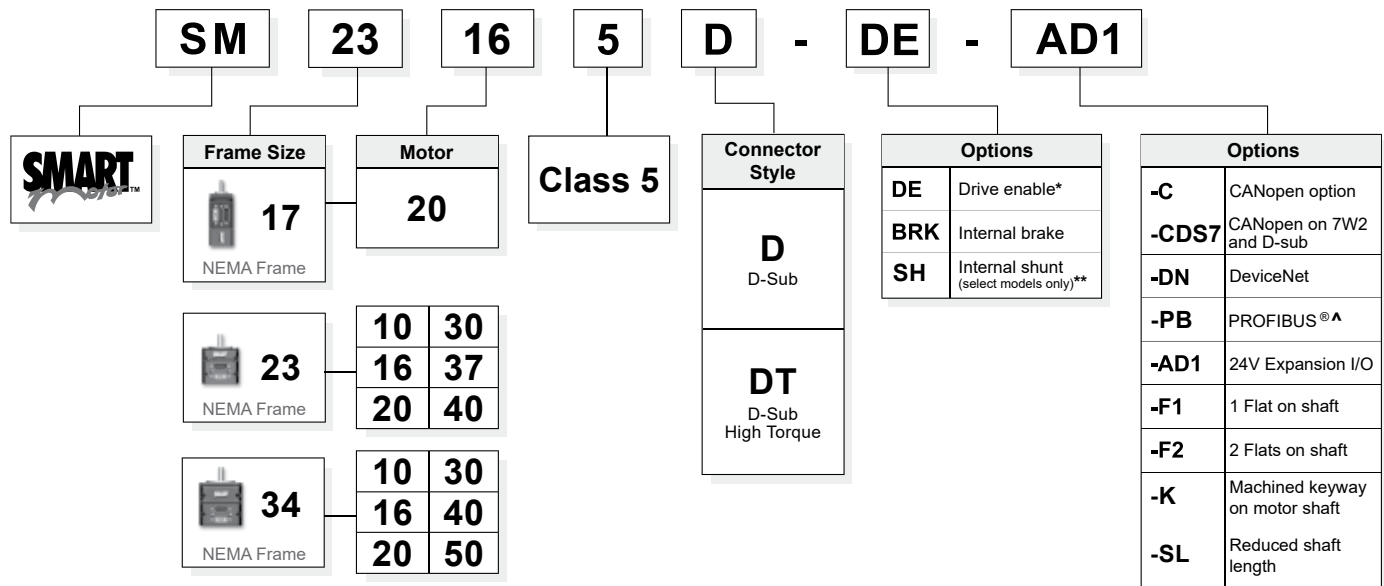 SM 23 16 5 D - DE - AD1
SMART
motor™
Frame Size
17
NEMA Frame
23
NEMA Frame
34
NEMA Frame
Motor
20
10 30
16 37
20 40
10 30
16 40
20 50
Class 5
Connector
Style
D
D-Sub
DT
D-Sub
High Torque
Options
DE Drive enable*
BRK Internal brake
SH Internal shunt
(select models only)**
Options
-C CANopen option
-CDS7 CANopen on 7W2
and D-sub
-DN DeviceNet
-PB PROFIBUS®^
-AD1 24V Expansion I/O
-F1 1 Flat on shaft
-F2 2 Flats on shaft
-K Machined keyway
on motor shaft
-SL Reduced shaft
length